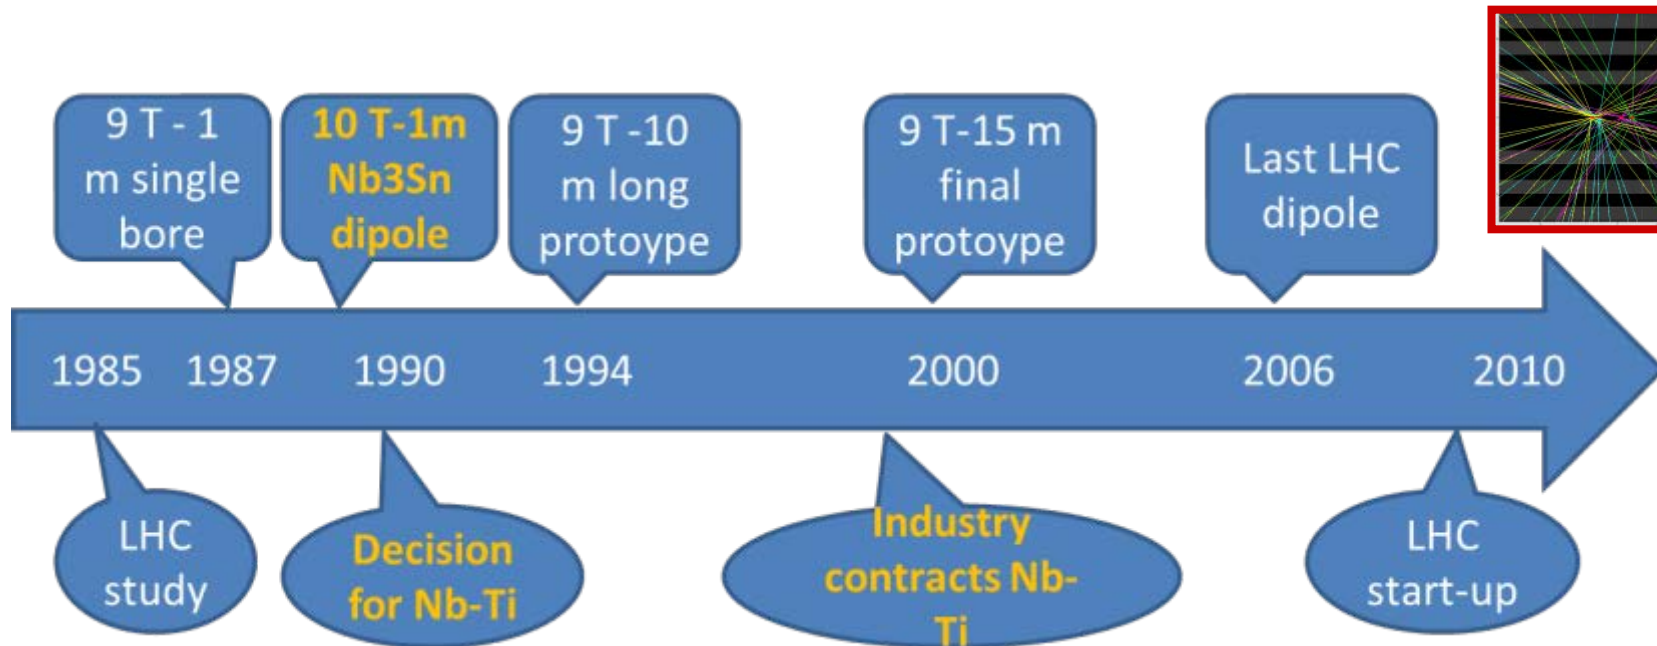 9 T - 1
m single
bore
10 T-1m
Nb3Sn
dipole
9 T -10
m long
protoype
9 T-15 m
final
protoype
Last LHC
dipole
1985 1987 1990 1994 2000 2006 2010
LHC
study
Decision
for Nb-Ti
Industry
contracts Nb-
Ti
LHC
start-up